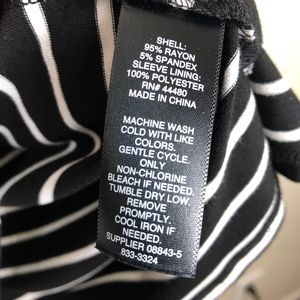 SHELL:
95% RAYON
5% SPANDEX
SLEEVE LINING:
100% POLYESTER
RN# 44480
MADE IN CHINA
MACHINE WASH
COLD WITH LIKE
COLORS.
GENTLE CYCLE.
ONLY
NON-CHLORINE
BLEACH IF NEEDED.
TUMBLE DRY LOW.
REMOVE
PROMPTLY.
COOL IRON IF
NEEDED.
SUPPLIER 08843-5
833-3324